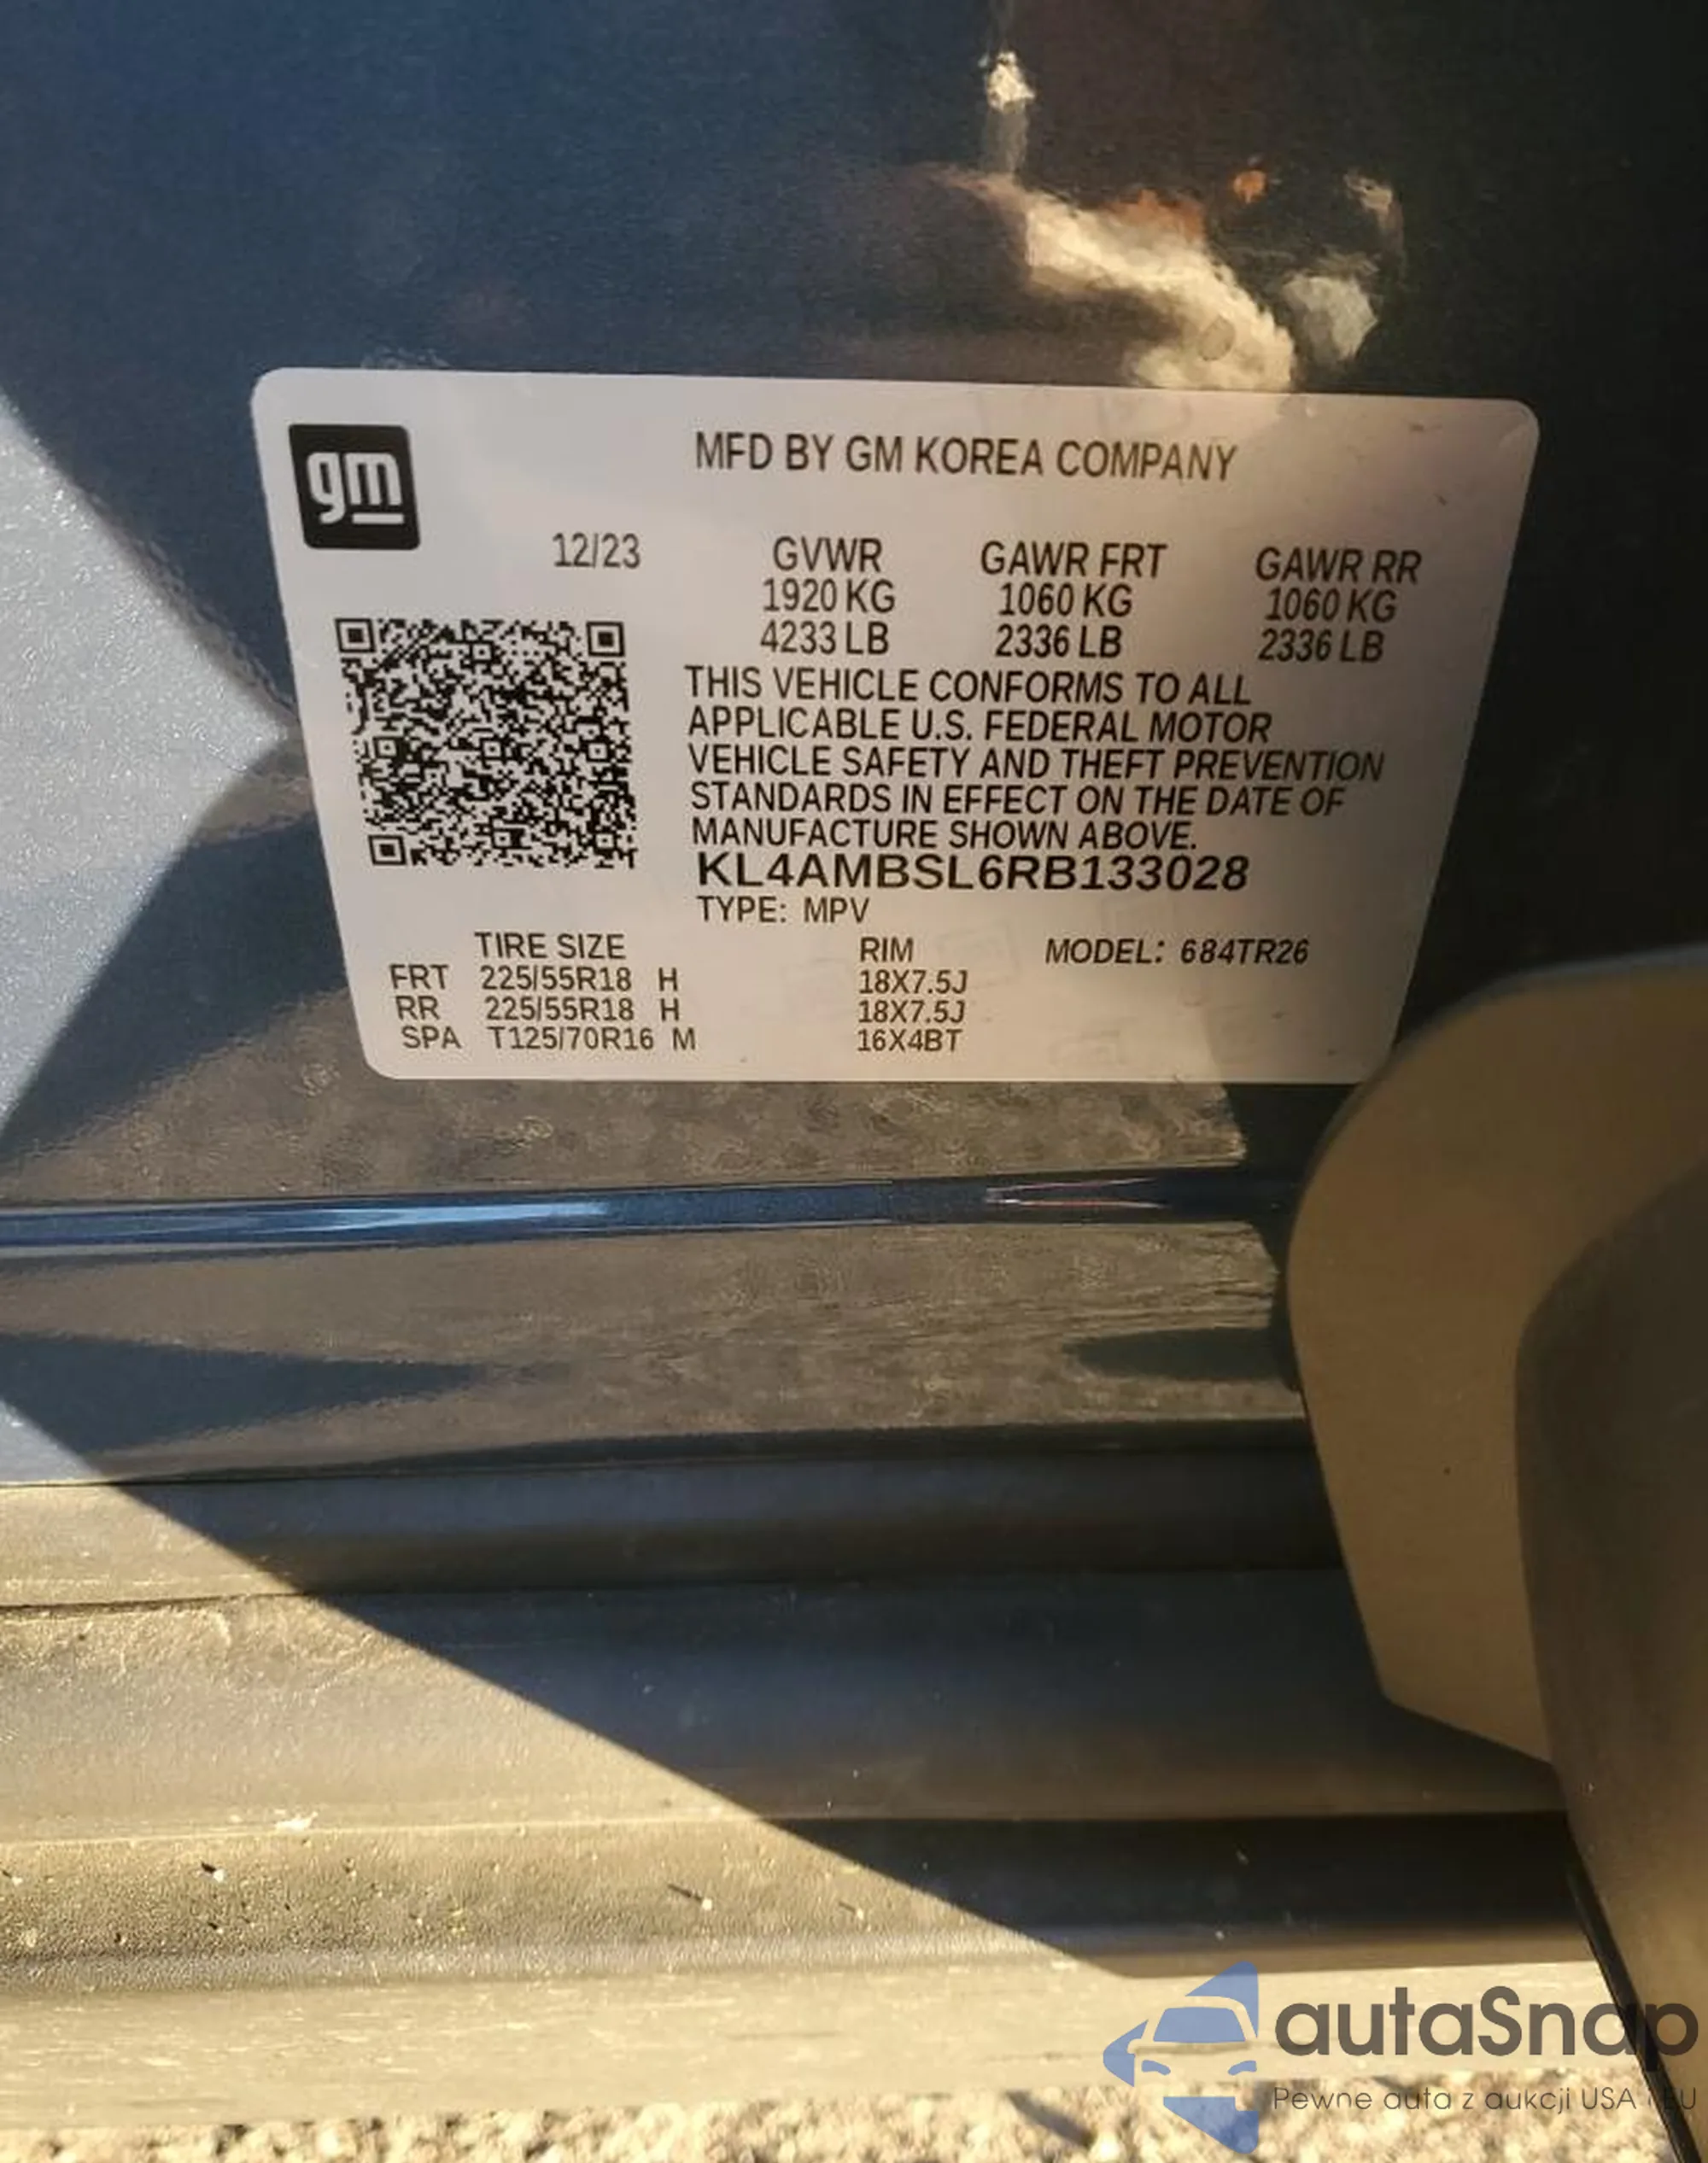 gm
MFD BY GM KOREA COMPANY
12/23 GVWR GAWR FRT GAWR RR
1920 KG 1060 KG 1060 KG
4233 LB 2336 LB 2336 LB
THIS VEHICLE CONFORMS TO ALL
APPLICABLE U.S. FEDERAL MOTOR
VEHICLE SAFETY AND THEFT PREVENTION
STANDARDS IN EFFECT ON THE DATE OF
MANUFACTURE SHOWN ABOVE.
KL4AMBSL6RB133028
TYPE: MPV
TIRE SIZE RIM MODEL: 684TR26
FRT 225/55R18 H 18X7.5J
RR 225/55R18 H 18X7.5J
SPA T125/70R16 M 16X4BT
autaSnap
Pewne auta z aukcji USA i EU